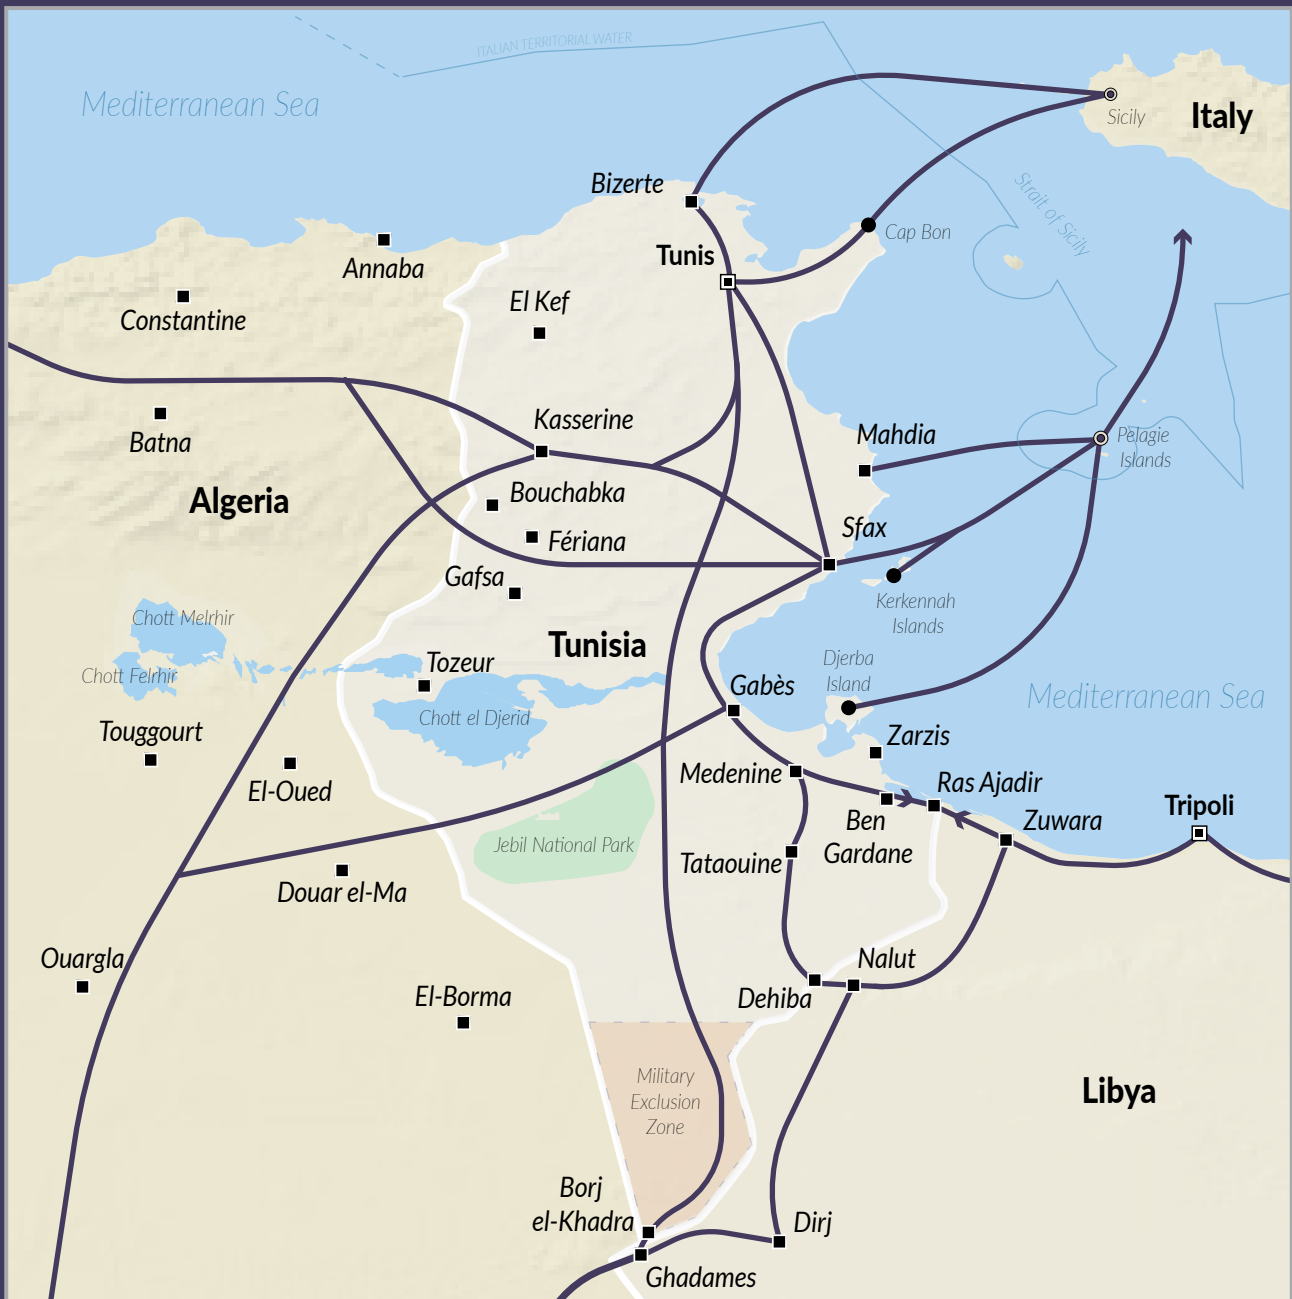 ITALIAN TERRITORIAL WATER
Mediterranean Sea
Italy
Sicily
Bizerte
Strait of Sicily
Cap Bon
Tunis
Annaba
El Kef
Constantine
Kasserine
Mahdia
Pelagie
Islands
Batna
Algeria
Bouchabka
Sfax
Fériana
Gafsa
Kerkennah
Islands
Chott Melrhir
Tunisia
Chott Felrhir
Tozeur
Djerba
Island
Gabès
Mediterranean Sea
Chott el Djerid
Touggourt
Zarzis
El-Oued
Medenine
Ras Ajadir
Tripoli
Ben
Gardane
Zuwara
Jebil National Park
Tataouine
Douar el-Ma
Ouargla
Nalut
El-Borma
Dehiba
Military
Exclusion
Zone
Libya
Borj
el-Khadra
Dirj
Ghadames